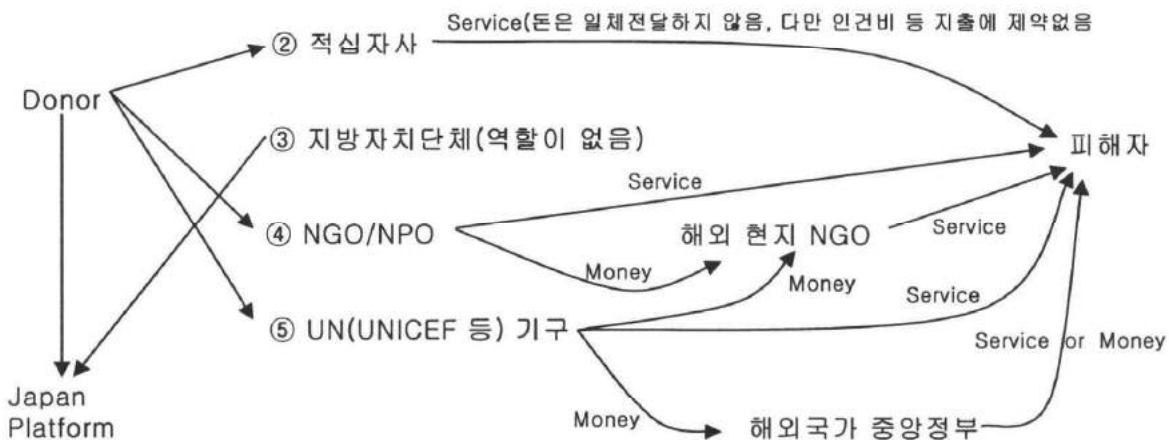 Service(돈은 일체전달하지 않음, 다만 인건비 등 지출에 제약없음
② 적십자사
Donor
③ 지방자치단체(역할이 없음)
피해자
Service
④ NGO/NPO
해외 현지 NGO
Service
Money
Money
Service
⑤ UN(UNICEF 등) 기구
Service or Money
Japan
Platform
Money
해외국가 중앙정부